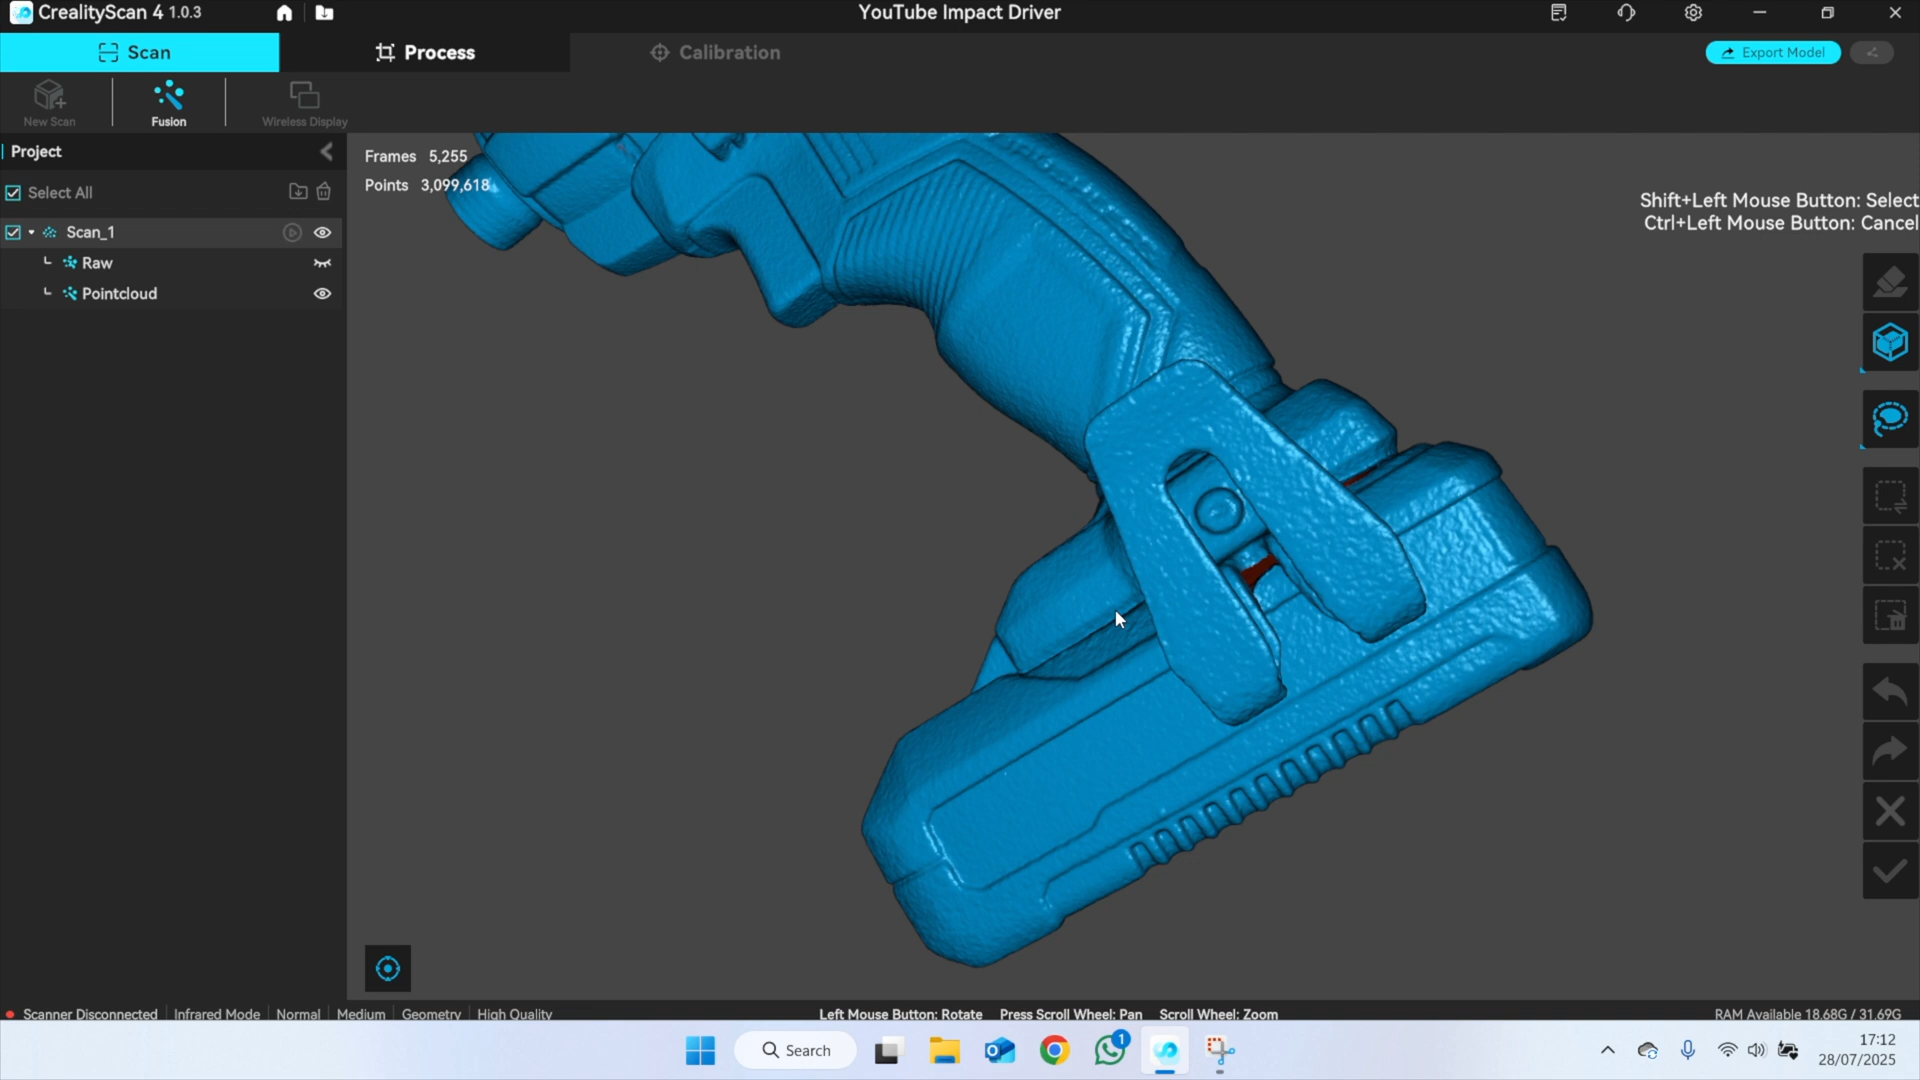 CrealityScan 4 1.0.3
YouTube Impact Driver
Scan
Process
Calibration
Export Model
New Scan
Fusion
Wireless Display
Project
Select All
Scan_1
Raw
Pointcloud
Frames 5,255
Points 3,099,618
Shift+Left Mouse Button: Select
Ctrl+Left Mouse Button: Cancel
Scanner Disconnected Infrared Mode Normal Medium Geometry High Quality
Left Mouse Button: Rotate Press Scroll Wheel: Pan Scroll Wheel: Zoom
RAM Available 18.68G / 31.69G
Search
1
17:12
28/07/2025